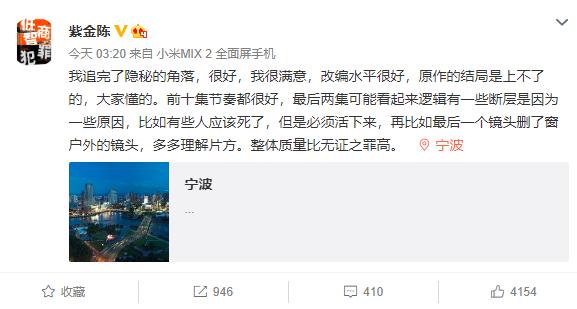 紫金陈
今天 03:20 来自 小米MIX 2 全面屏手机
我追完了隐秘的角落，很好，我很满意，改编水平很好，原作的结局是上不了
的，大家懂的。前十集节奏都很好，最后两集可能看起来逻辑有一些断层是因为
一些原因，比如有些人应该死了，但是必须活下来，再比如最后一个镜头删了窗
户外的镜头，多多理解片方。整体质量比无证之罪高。 宁波
宁波
...
收藏 946 410 4154